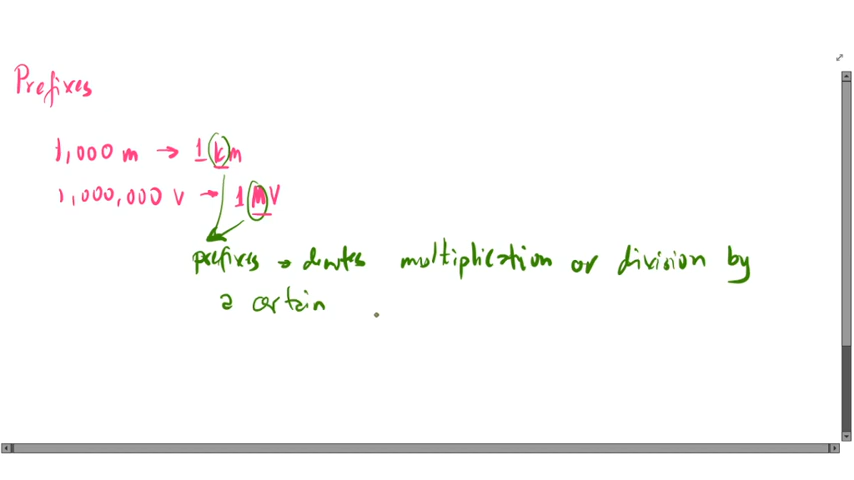 Prefixes
1,000 m → 1 km
1,000,000 V → 1 MV
prefixes → denotes multiplication or division by
a certain